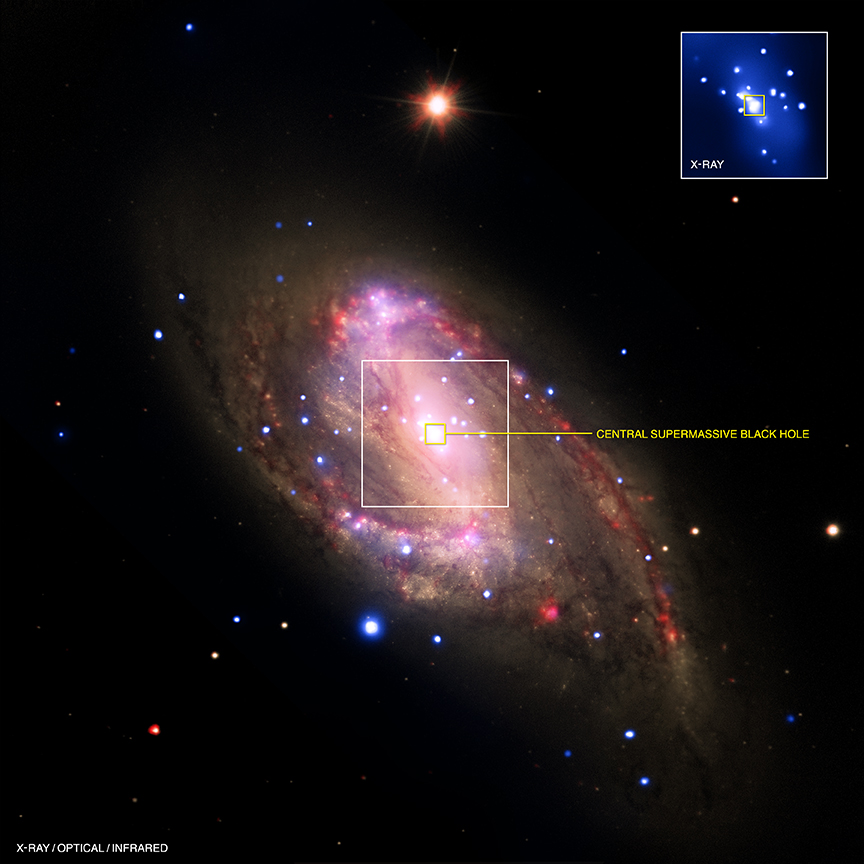 X-RAY
CENTRAL SUPERMASSIVE BLACK HOLE
X-RAY / OPTICAL / INFRARED